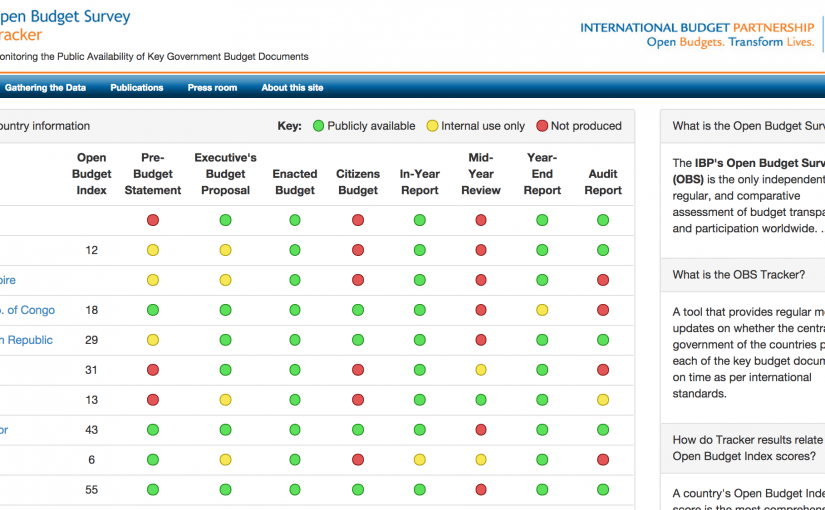 pen Budget Survey
racker
INTERNATIONAL BUDGET PARTNERSHIP
Open Budgets. Transform Lives.
onitoring the Public Availability of Key Government Budget Documents
Gathering the Data Publications Press room About this site
ountry information Key: Publicly available Internal use only Not produced
Open Budget Index
Pre-Budget Statement
Executive's Budget Proposal
Enacted Budget
Citizens Budget
In-Year Report
Mid-Year Review
Year-End Report
Audit Report
12
ire
o. of Congo 18
n Republic 29
31
13
or 43
6
55
What is the Open Budget Surv
The IBP's Open Budget Surv
(OBS) is the only independent
regular, and comparative
assessment of budget transpa
and participation worldwide. ..
What is the OBS Tracker?
A tool that provides regular mo
updates on whether the centra
government of the countries p
each of the key budget docum
on time as per international
standards.
How do Tracker results relate
Open Budget Index scores?
A country's Open Budget Inde
score is the most comprehens